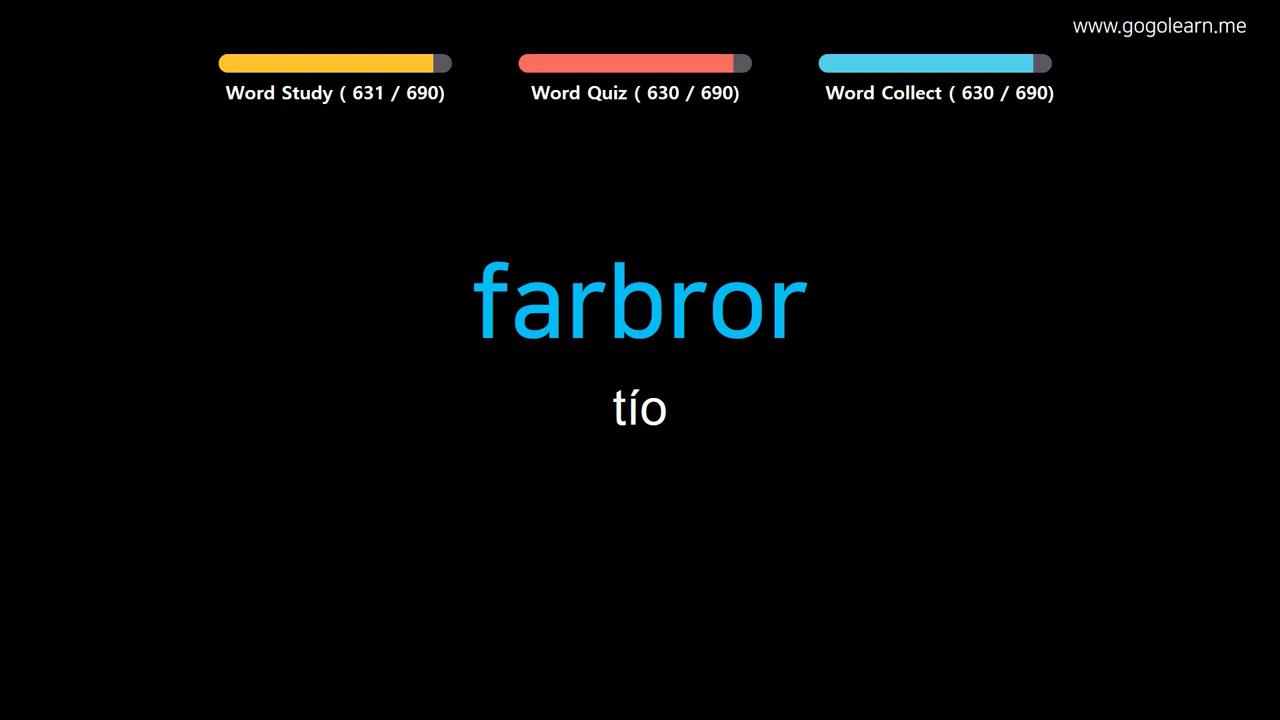 www.gogolearn.me
Word Study ( 631 / 690)
Word Quiz ( 630 / 690)
Word Collect ( 630 / 690)
farbror
tío